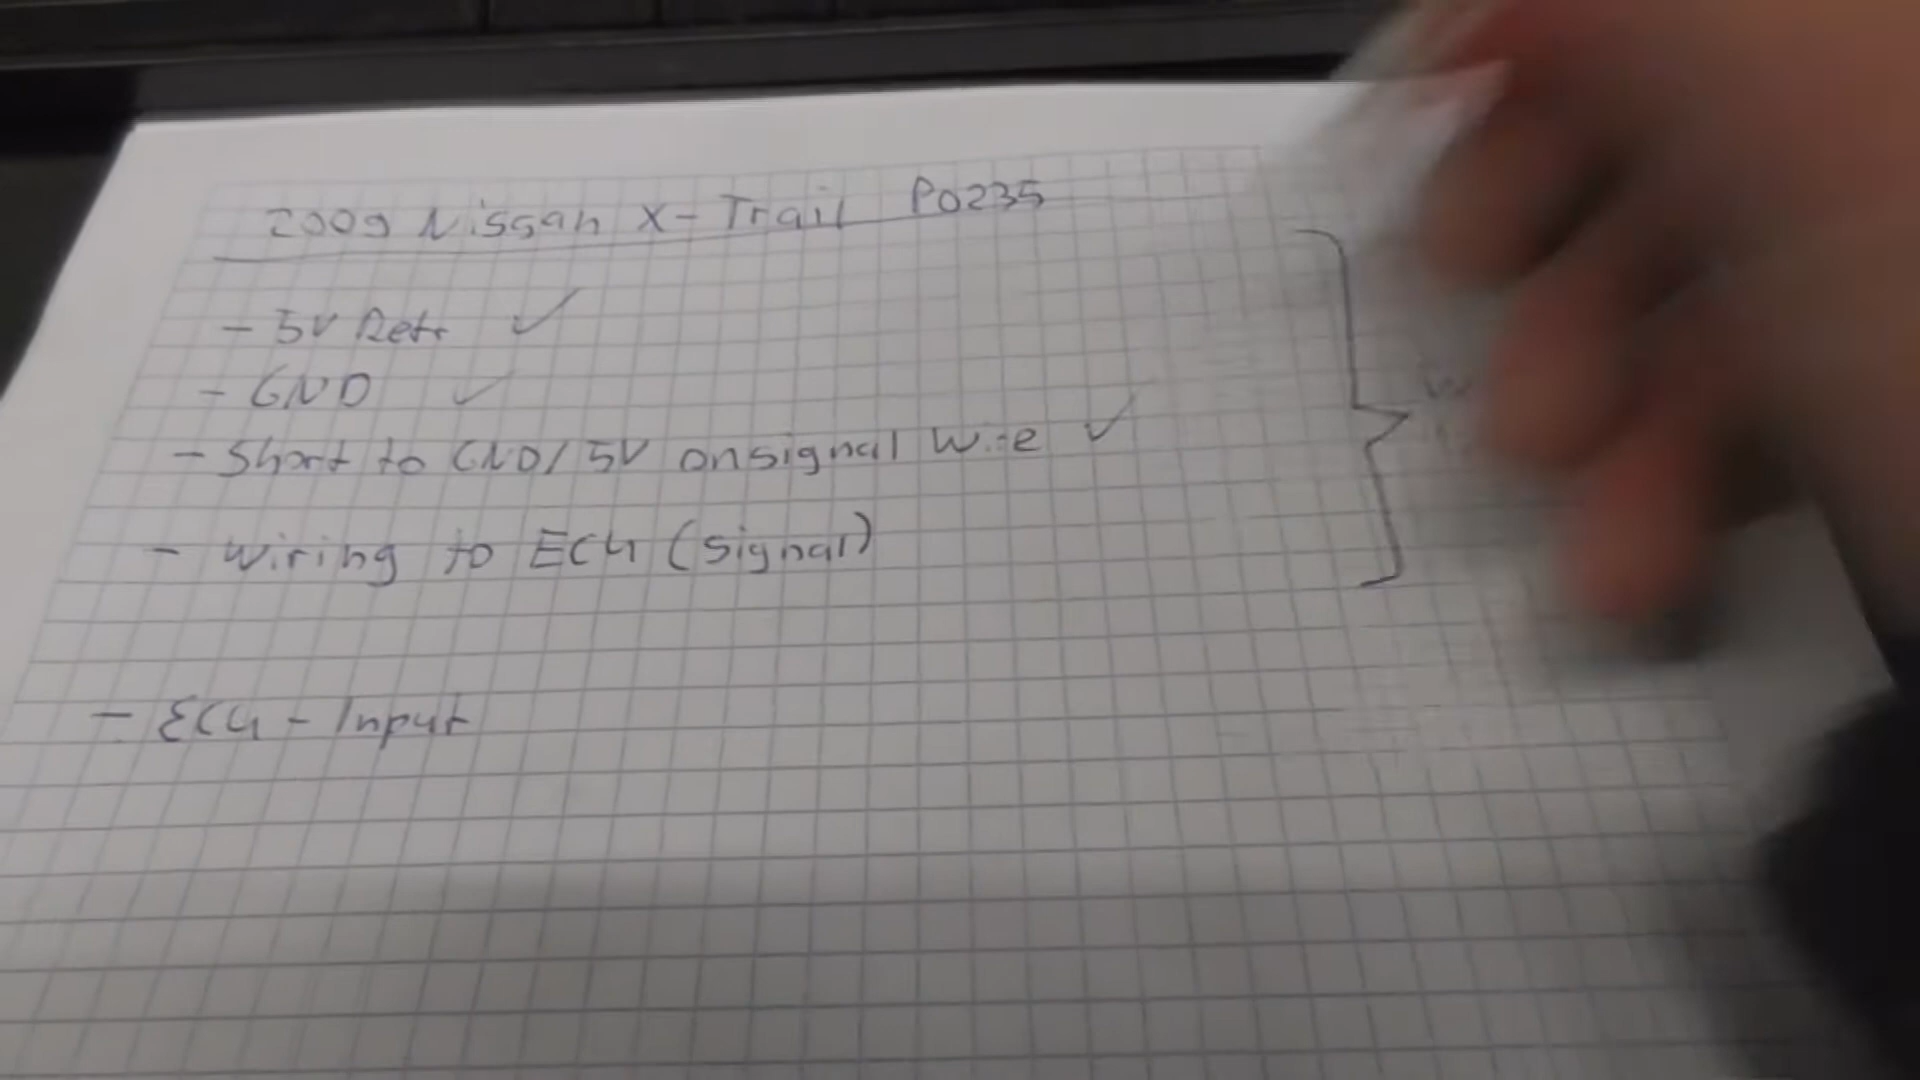 2009 Nissan X-Trail P0235
- 5V Refr ✓
- GND ✓
- Short to GND/5V on signal Wire ✓
- wiring to ECU (signal)
- ECU - Input